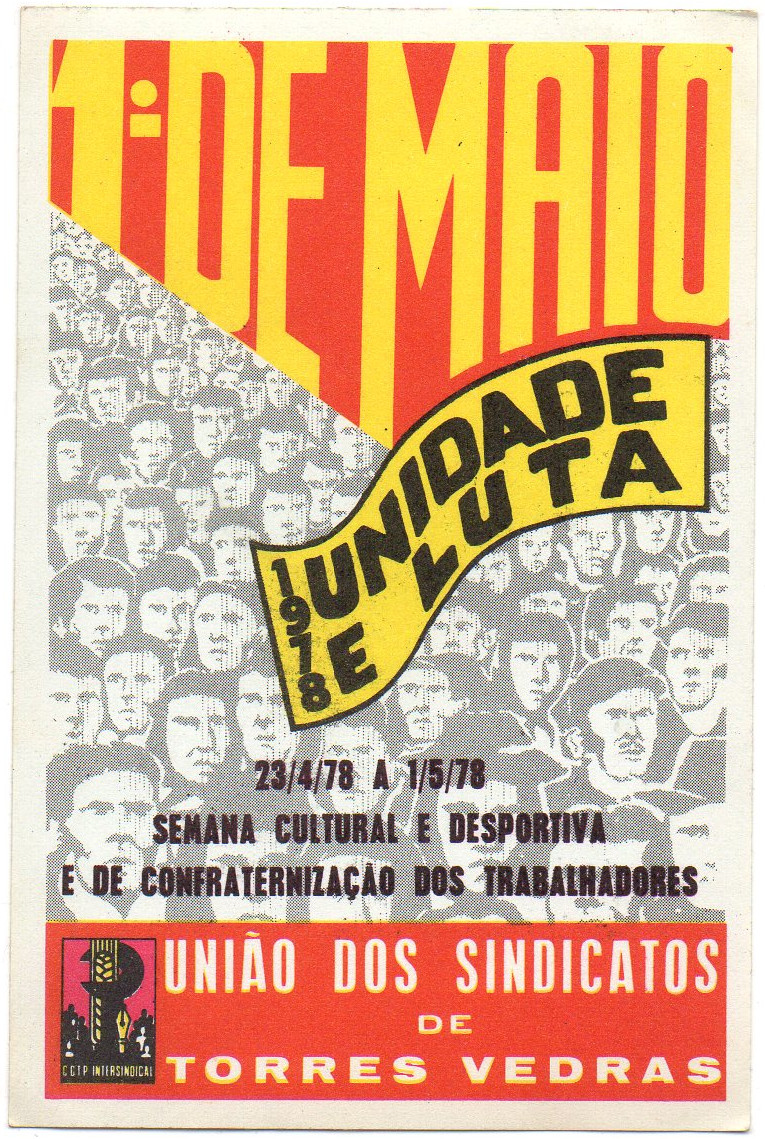 1º DE MAIO
UNIDADE
E LUTA
1978
23/4/78 A 1/5/78
SEMANA CULTURAL E DESPORTIVA
E DE CONFRATERNIZAÇÃO DOS TRABALHADORES
UNIÃO DOS SINDICATOS
DE
TORRES VEDRAS
CGTP INTERSINDICAL